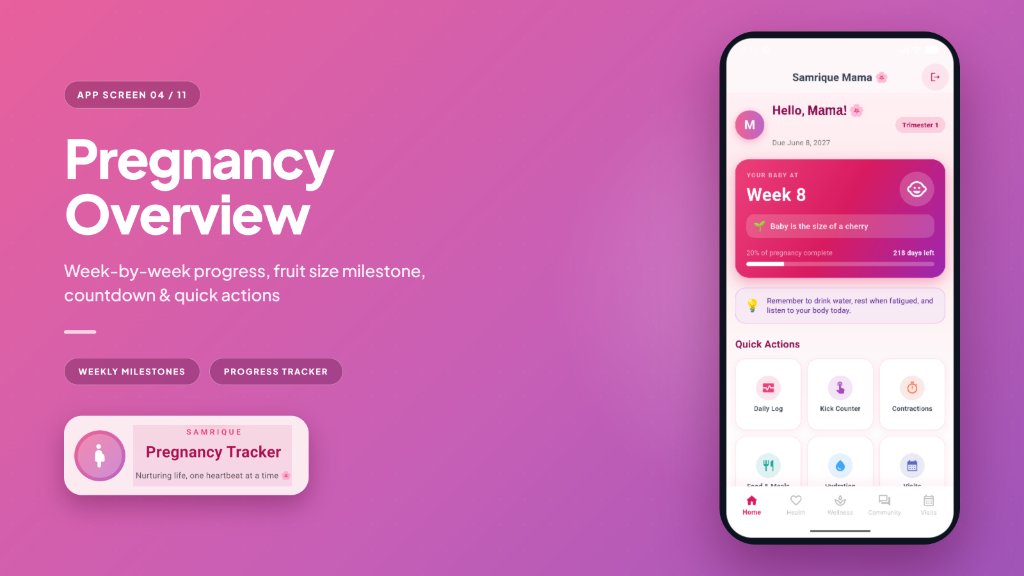 APP SCREEN 04 / 11
Pregnancy
Overview
Week-by-week progress, fruit size milestone,
countdown & quick actions
WEEKLY MILESTONES
PROGRESS TRACKER
SAMRIQUE
Pregnancy Tracker
Nurturing life, one heartbeat at a time 🌸
Samrique Mama 🌸
M
Hello, Mama! 🌸
Trimester 1
Due June 8, 2027
YOUR BABY AT
Week 8
🌱 Baby is the size of a cherry
20% of pregnancy complete
218 days left
💡 Remember to drink water, rest when fatigued, and
listen to your body today.
Quick Actions
Daily Log
Kick Counter
Contractions
Food & Meals
Hydration
Visits
Home
Health
Wellness
Community
Visits